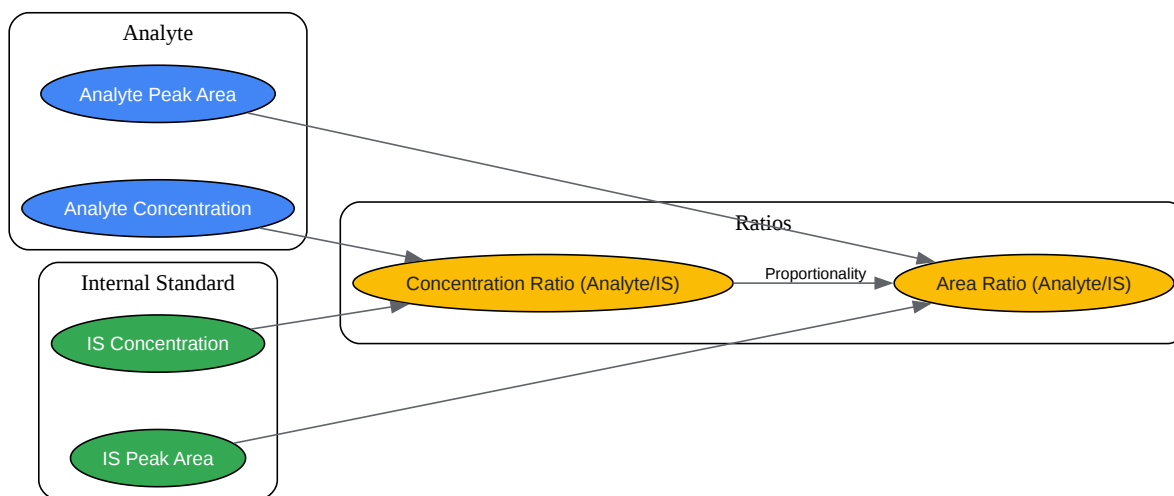 Analyte
Analyte Peak Area
Analyte Concentration
Ratios
Concentration Ratio (Analyte/IS)
Proportionality
Area Ratio (Analyte/IS)
Internal Standard
IS Concentration
IS Peak Area